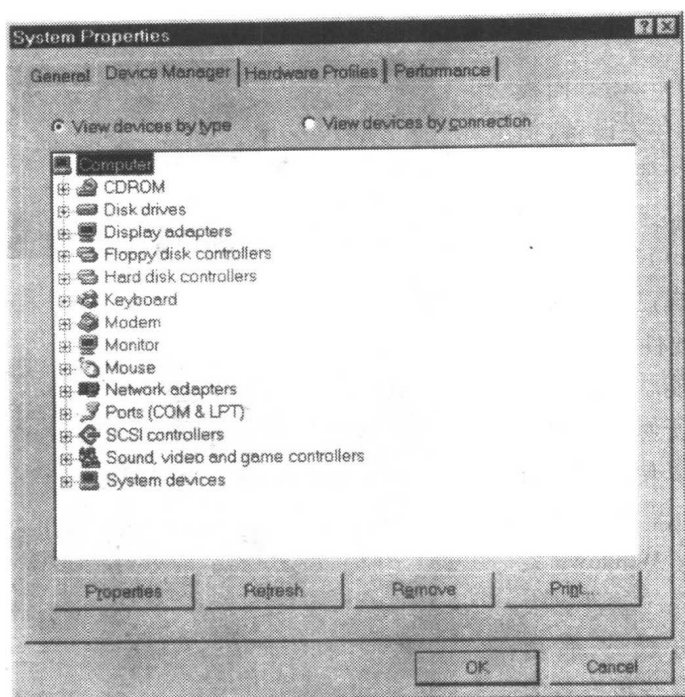 System Properties
General Device Manager Hardware Profiles Performance
View devices by type View devices by connection
Computer
CDROM
Disk drives
Display adapters
Floppy disk controllers
Hard disk controllers
Keyboard
Modem
Monitor
Mouse
Network adapters
Ports (COM & LPT)
SCSI controllers
Sound, video and game controllers
System devices
Properties Refresh Remove Print...
OK Cancel